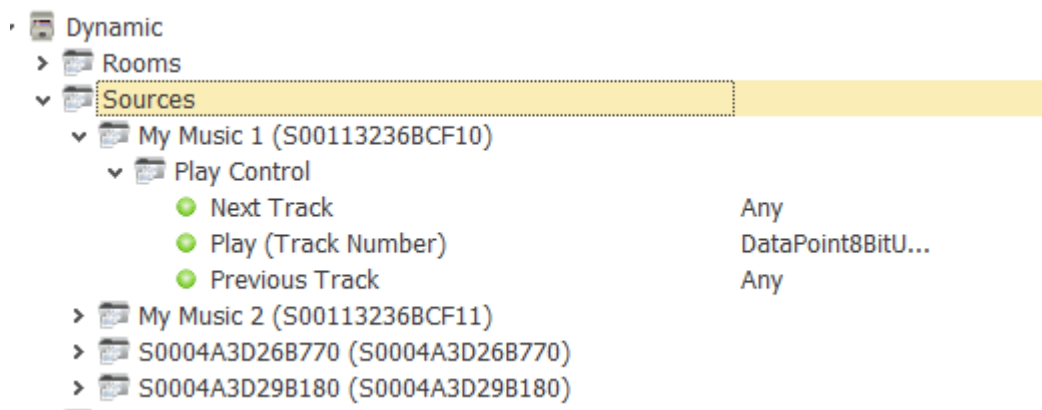 Dynamic
Rooms
Sources
My Music 1 (S00113236BCF10)
Play Control
Next Track Any
Play (Track Number) DataPoint8BitU...
Previous Track Any
My Music 2 (S00113236BCF11)
S0004A3D26B770 (S0004A3D26B770)
S0004A3D29B180 (S0004A3D29B180)